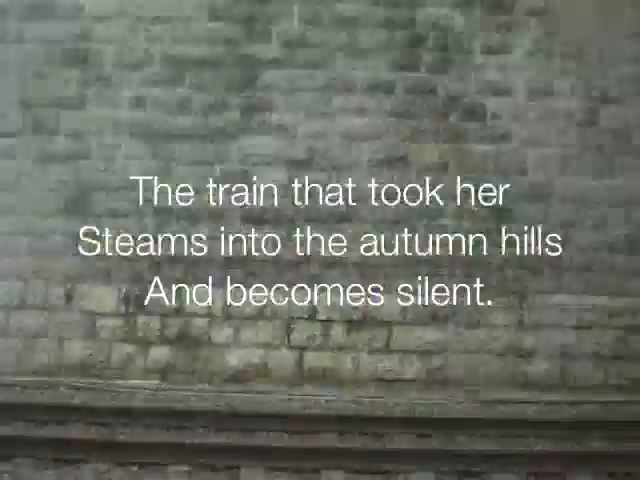 The train that took her
Steams into the autumn hills
And becomes silent.